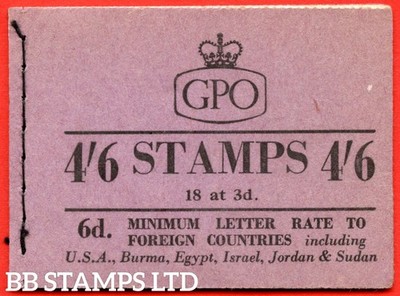 GPO
4'6 STAMPS 4'6
18 at 3d.
6d. MINIMUM LETTER RATE TO
FOREIGN COUNTRIES including
U.S.A., Burma, Egypt, Israel, Jordan & Sudan
BB STAMPS LTD